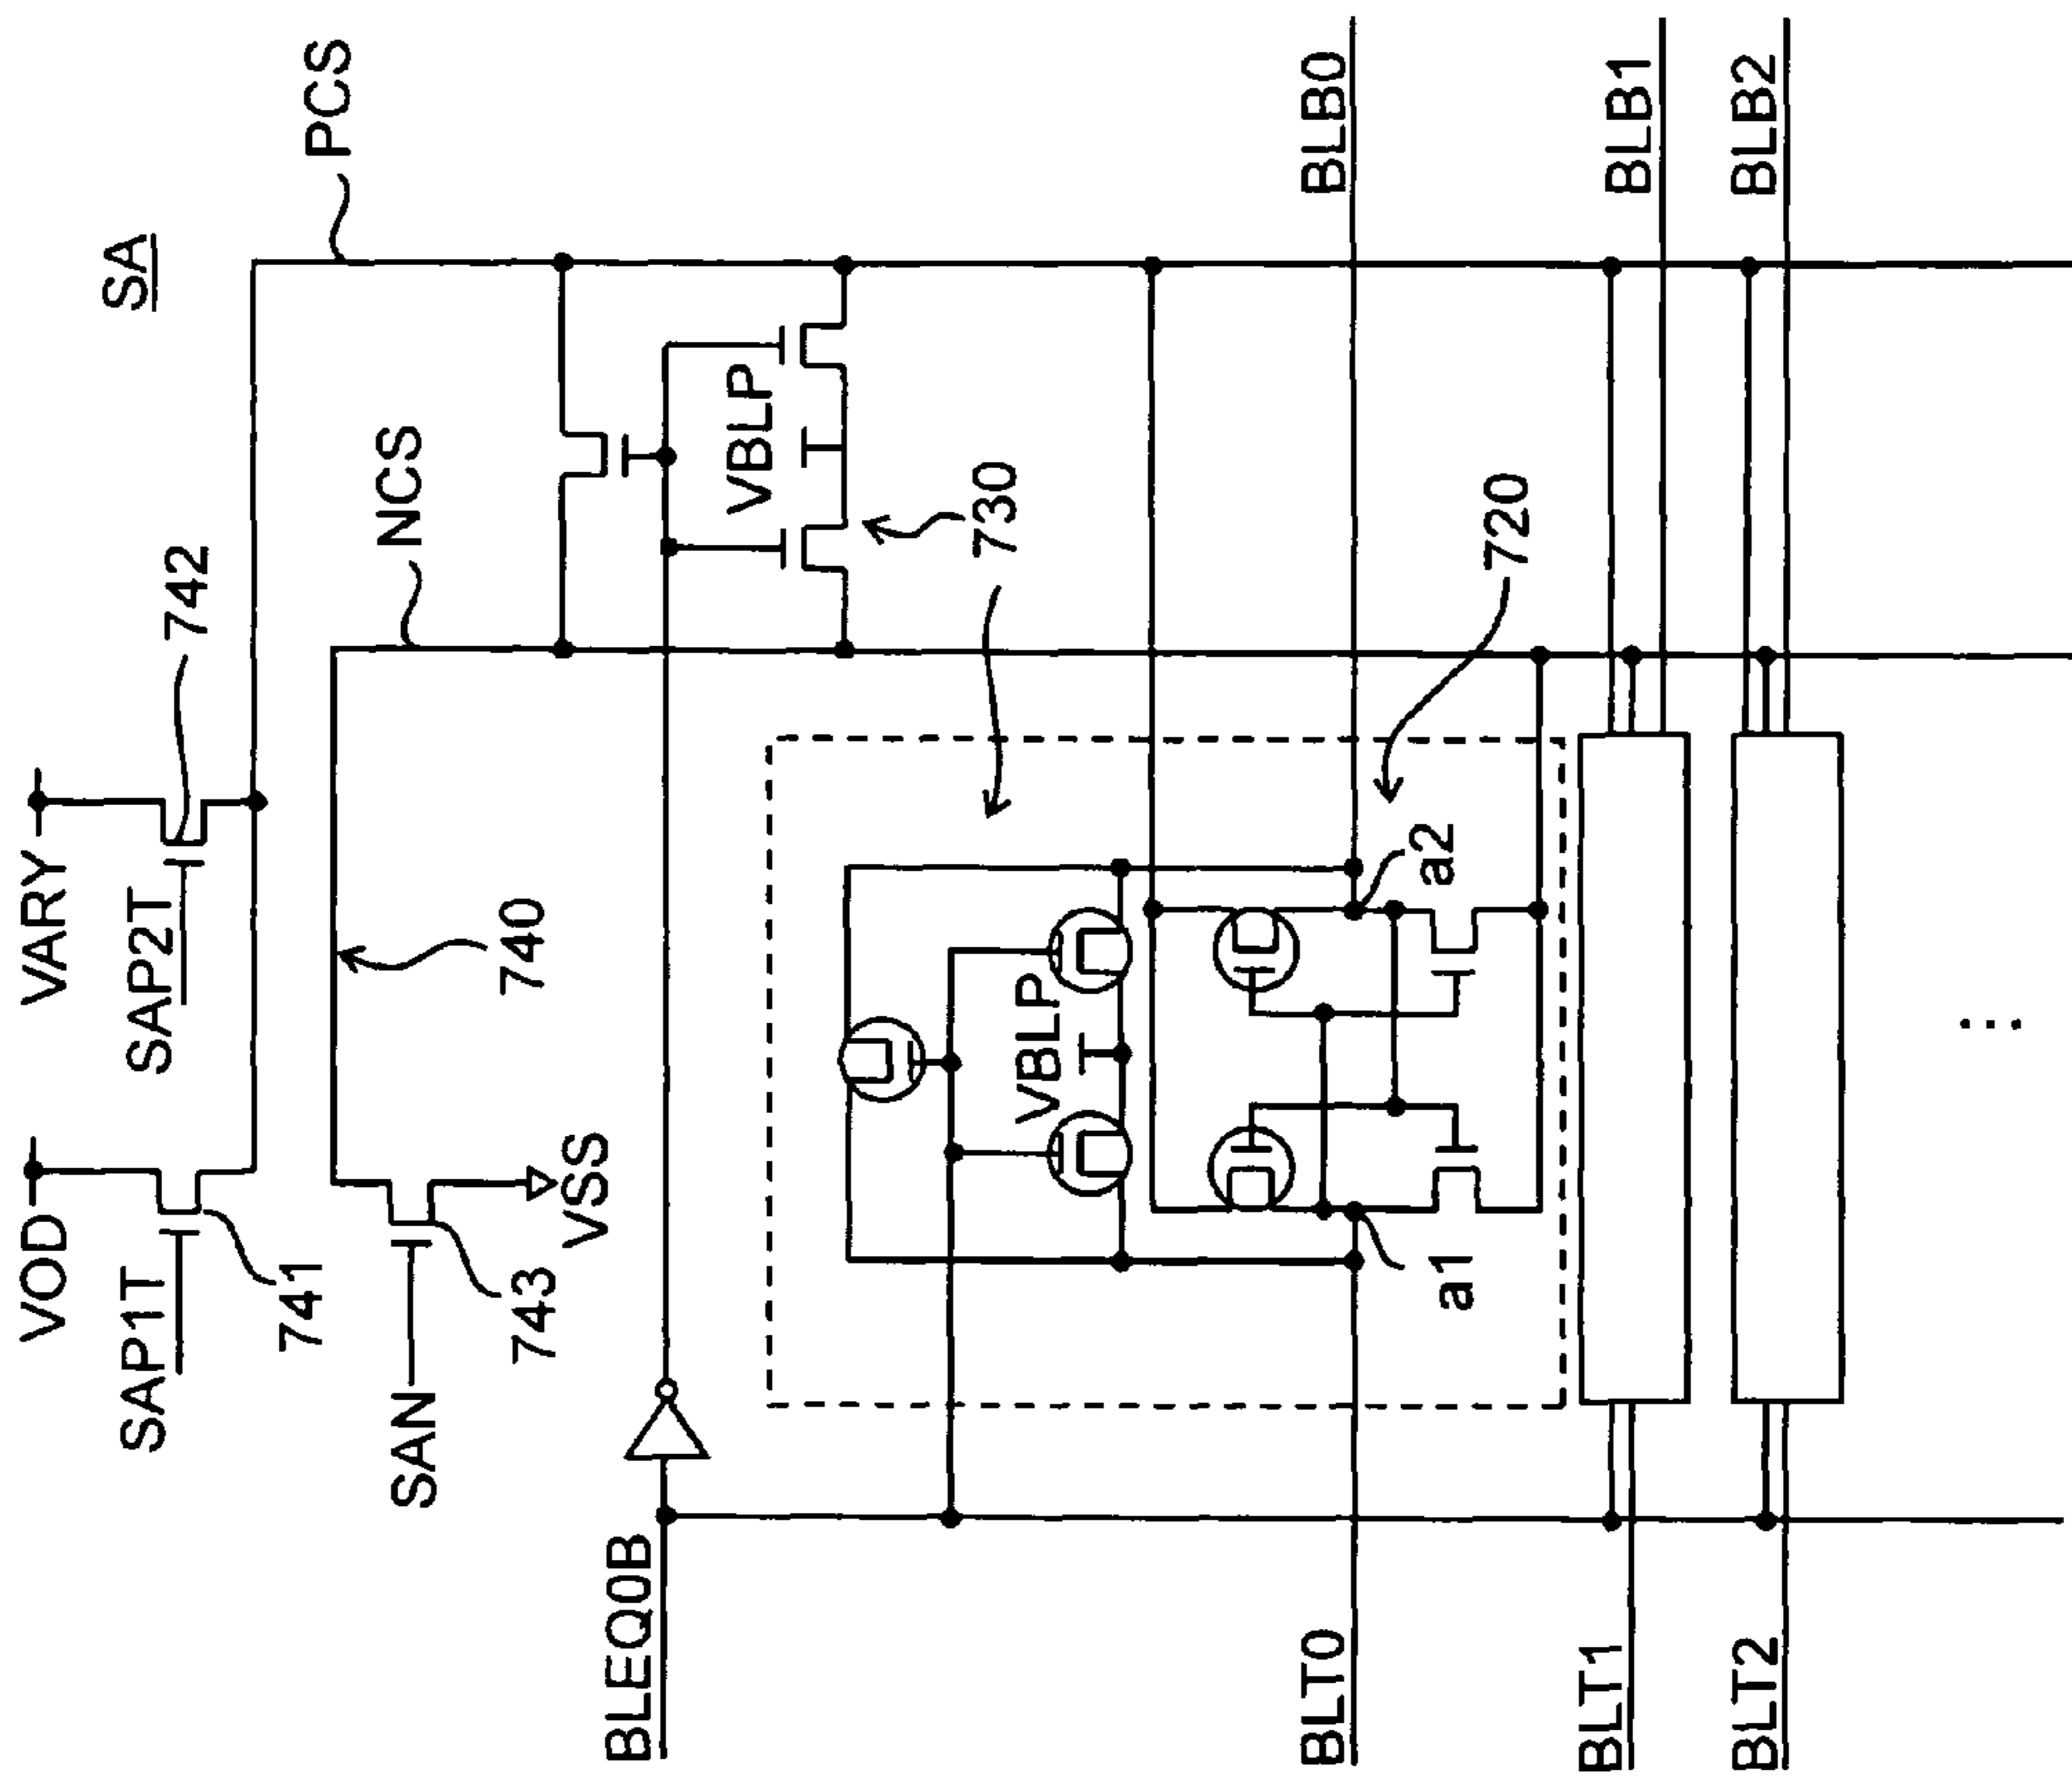 SA
VOD
VARY
SAP1T
SAP2T
742
741
PCS
NCS
SAN
743
VSS
740
BLEQ0B
VBLP
730
VBLP
BLT0
BLB0
a1
a2
720
BLT1
BLB1
BLT2
BLB2
...